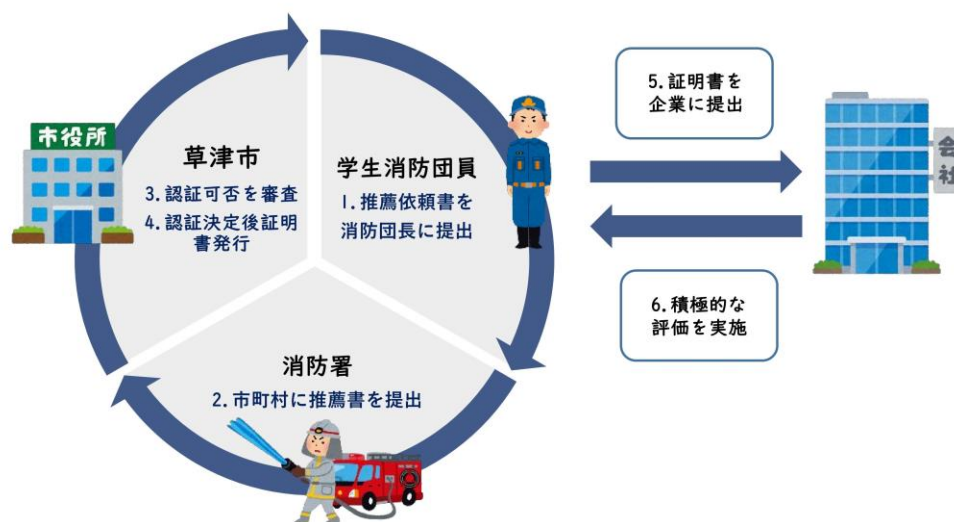 市役所
草津市
3.認証可否を審査
4.認証決定後証明
書発行
学生消防団員
1.推薦依頼書を
消防団長に提出
消防署
2.市町村に推薦書を提出
5.証明書を
企業に提出
会社
6.積極的な
評価を実施